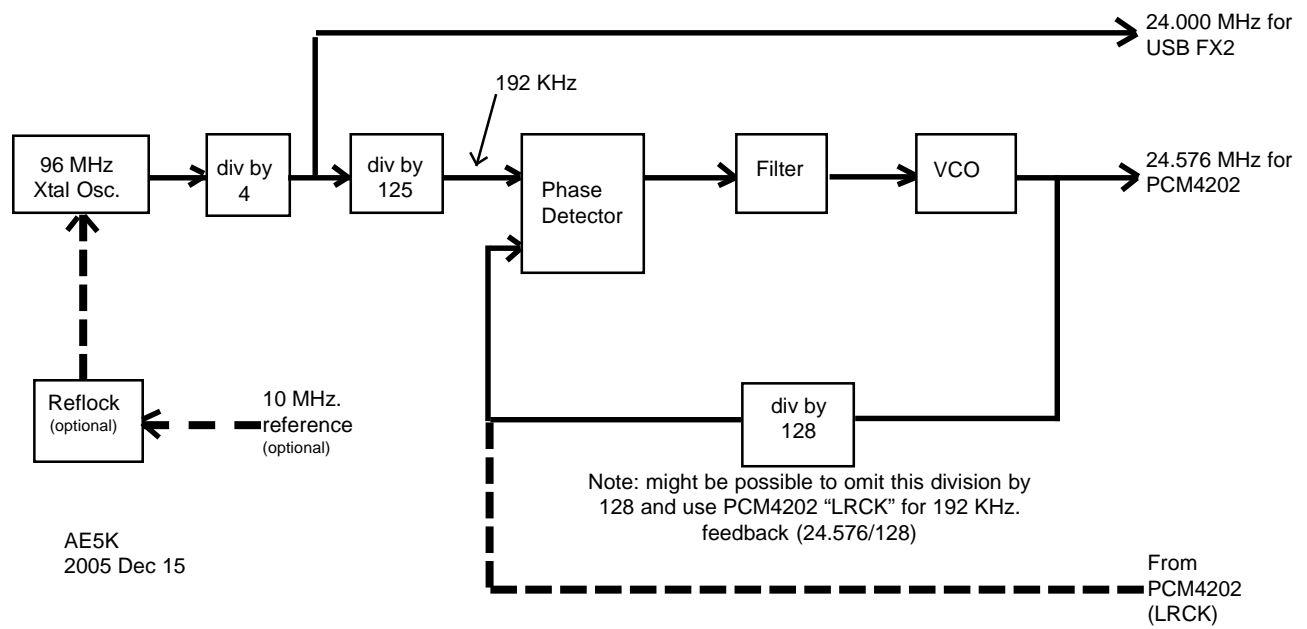 24.000 MHz for
USB FX2
192 KHz
96 MHz
Xtal Osc.
div by
4
div by
125
Phase
Detector
Filter
VCO
24.576 MHz for
PCM4202
Reflock
(optional)
10 MHz.
reference
(optional)
div by
128
Note: might be possible to omit this division by
128 and use PCM4202 “LRCK” for 192 KHz.
feedback (24.576/128)
AE5K
2005 Dec 15
From
PCM4202
(LRCK)